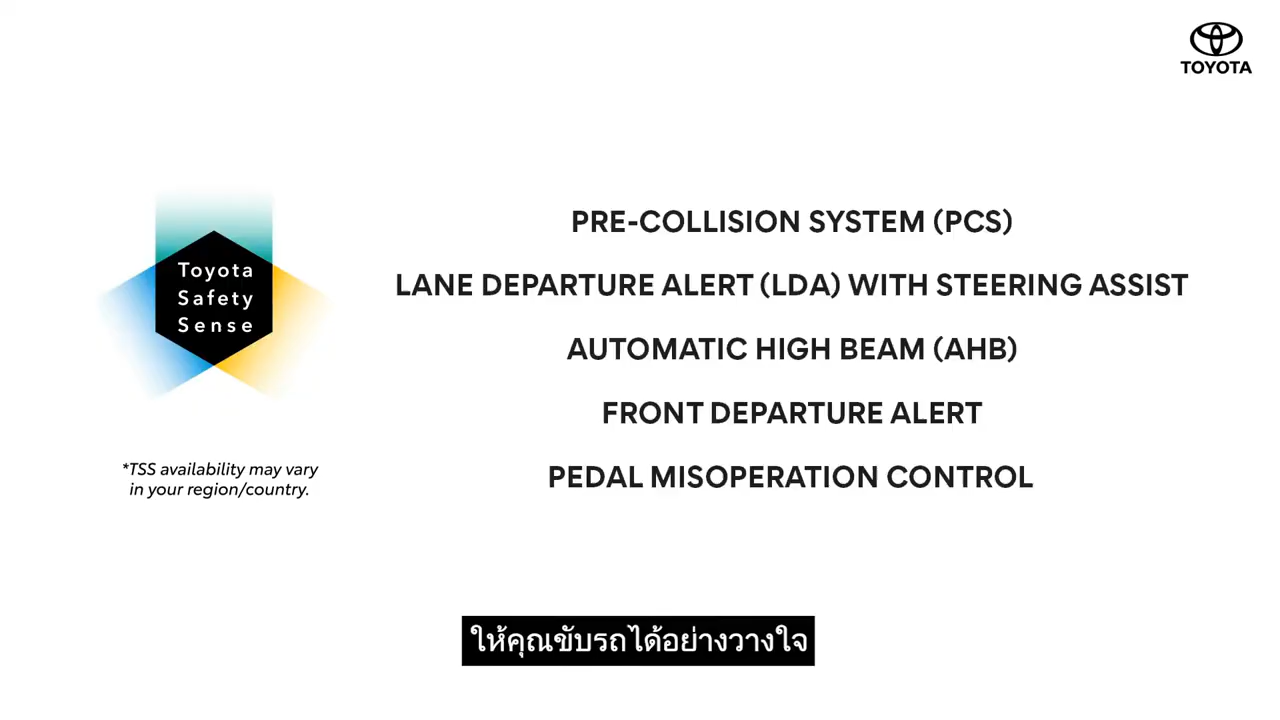 TOYOTA
Toyota
Safety
Sense
*TSS availability may vary
in your region/country.
PRE-COLLISION SYSTEM (PCS)
LANE DEPARTURE ALERT (LDA) WITH STEERING ASSIST
AUTOMATIC HIGH BEAM (AHB)
FRONT DEPARTURE ALERT
PEDAL MISOPERATION CONTROL
ให้คุณขับรถได้อย่างวางใจ